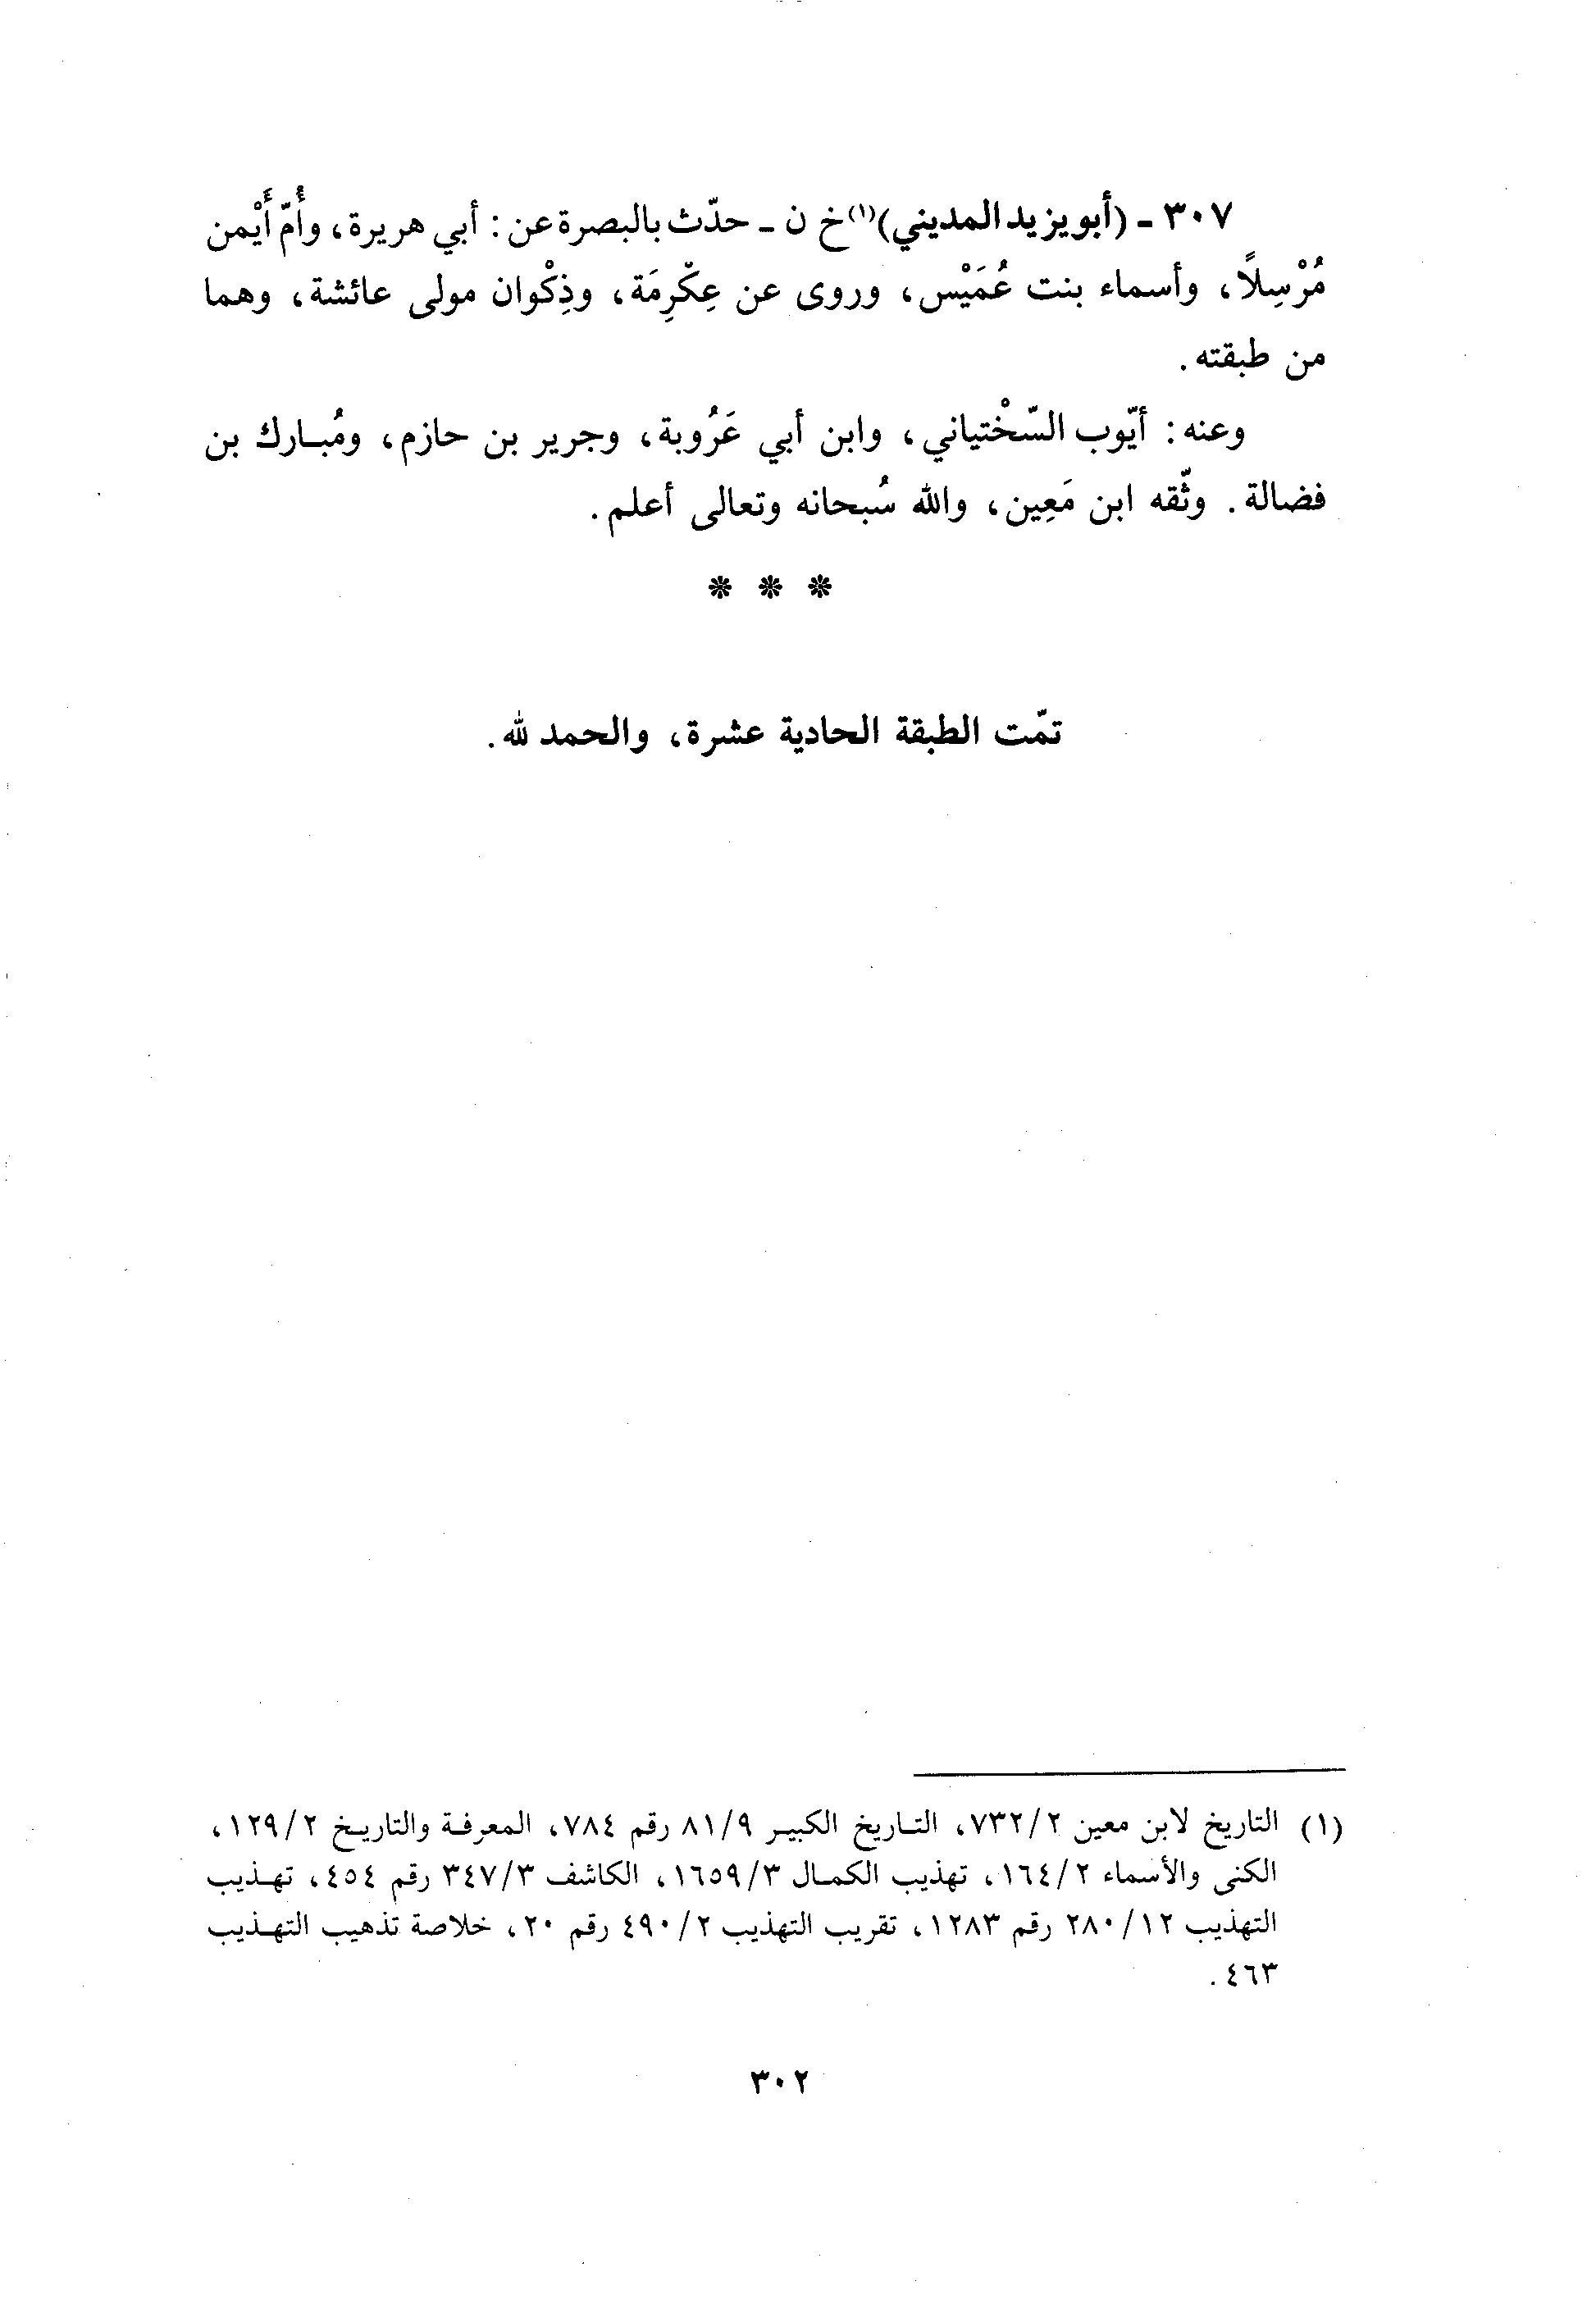 ٣٠٧ - (أبو يزيد المديني)(١) خ ن - حدّث بالبصرة عن: أبي هريرة، وأُمّ أَيْمن
مُرْسِلاً، وأسماء بنت عُمَيْس، وروى عن عِكْرِمَة، وذِكْوان مولى عائشة، وهما
من طبقته.
وعنه: أيّوب السّخْتياني، وابن أبي عَرُوبة، وجرير بن حازم، ومُبارك بن
فضالة. وثّقه ابن مَعِين، والله سُبحانه وتعالى أعلم.
* * *
تمّت الطبقة الحادية عشرة، والحمد لله.
(١) التاريخ لابن معين ٧٣٢/٢، التاريخ الكبير ٨١/٩ رقم ٧٨٤، المعرفة والتاريخ ١٢٩/٢،
الكنى والأسماء ١٦٤/٢، تهذيب الكمال ١٦٥٩/٣، الكاشف ٣٤٧/٣ رقم ٤٥٤، تهذيب
التهذيب ٢٨٠/١٢ رقم ١٢٨٣، تقريب التهذيب ٤٩٠/٢ رقم ٢٠، خلاصة تذهيب التهذيب
٤٦٣.
٣٠٢